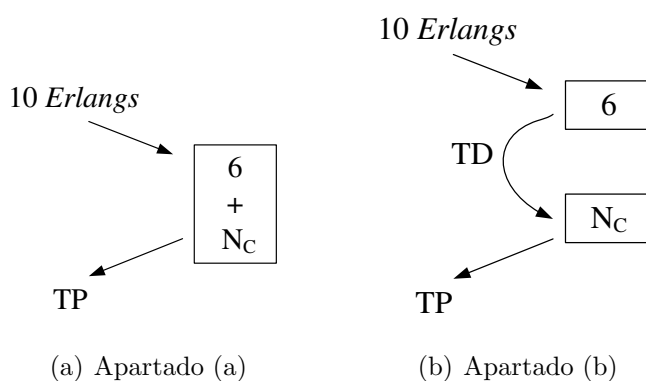 10 Erlangs
6
+
N_C
TP
(a) Apartado (a)
10 Erlangs
6
TD
N_C
TP
(b) Apartado (b)